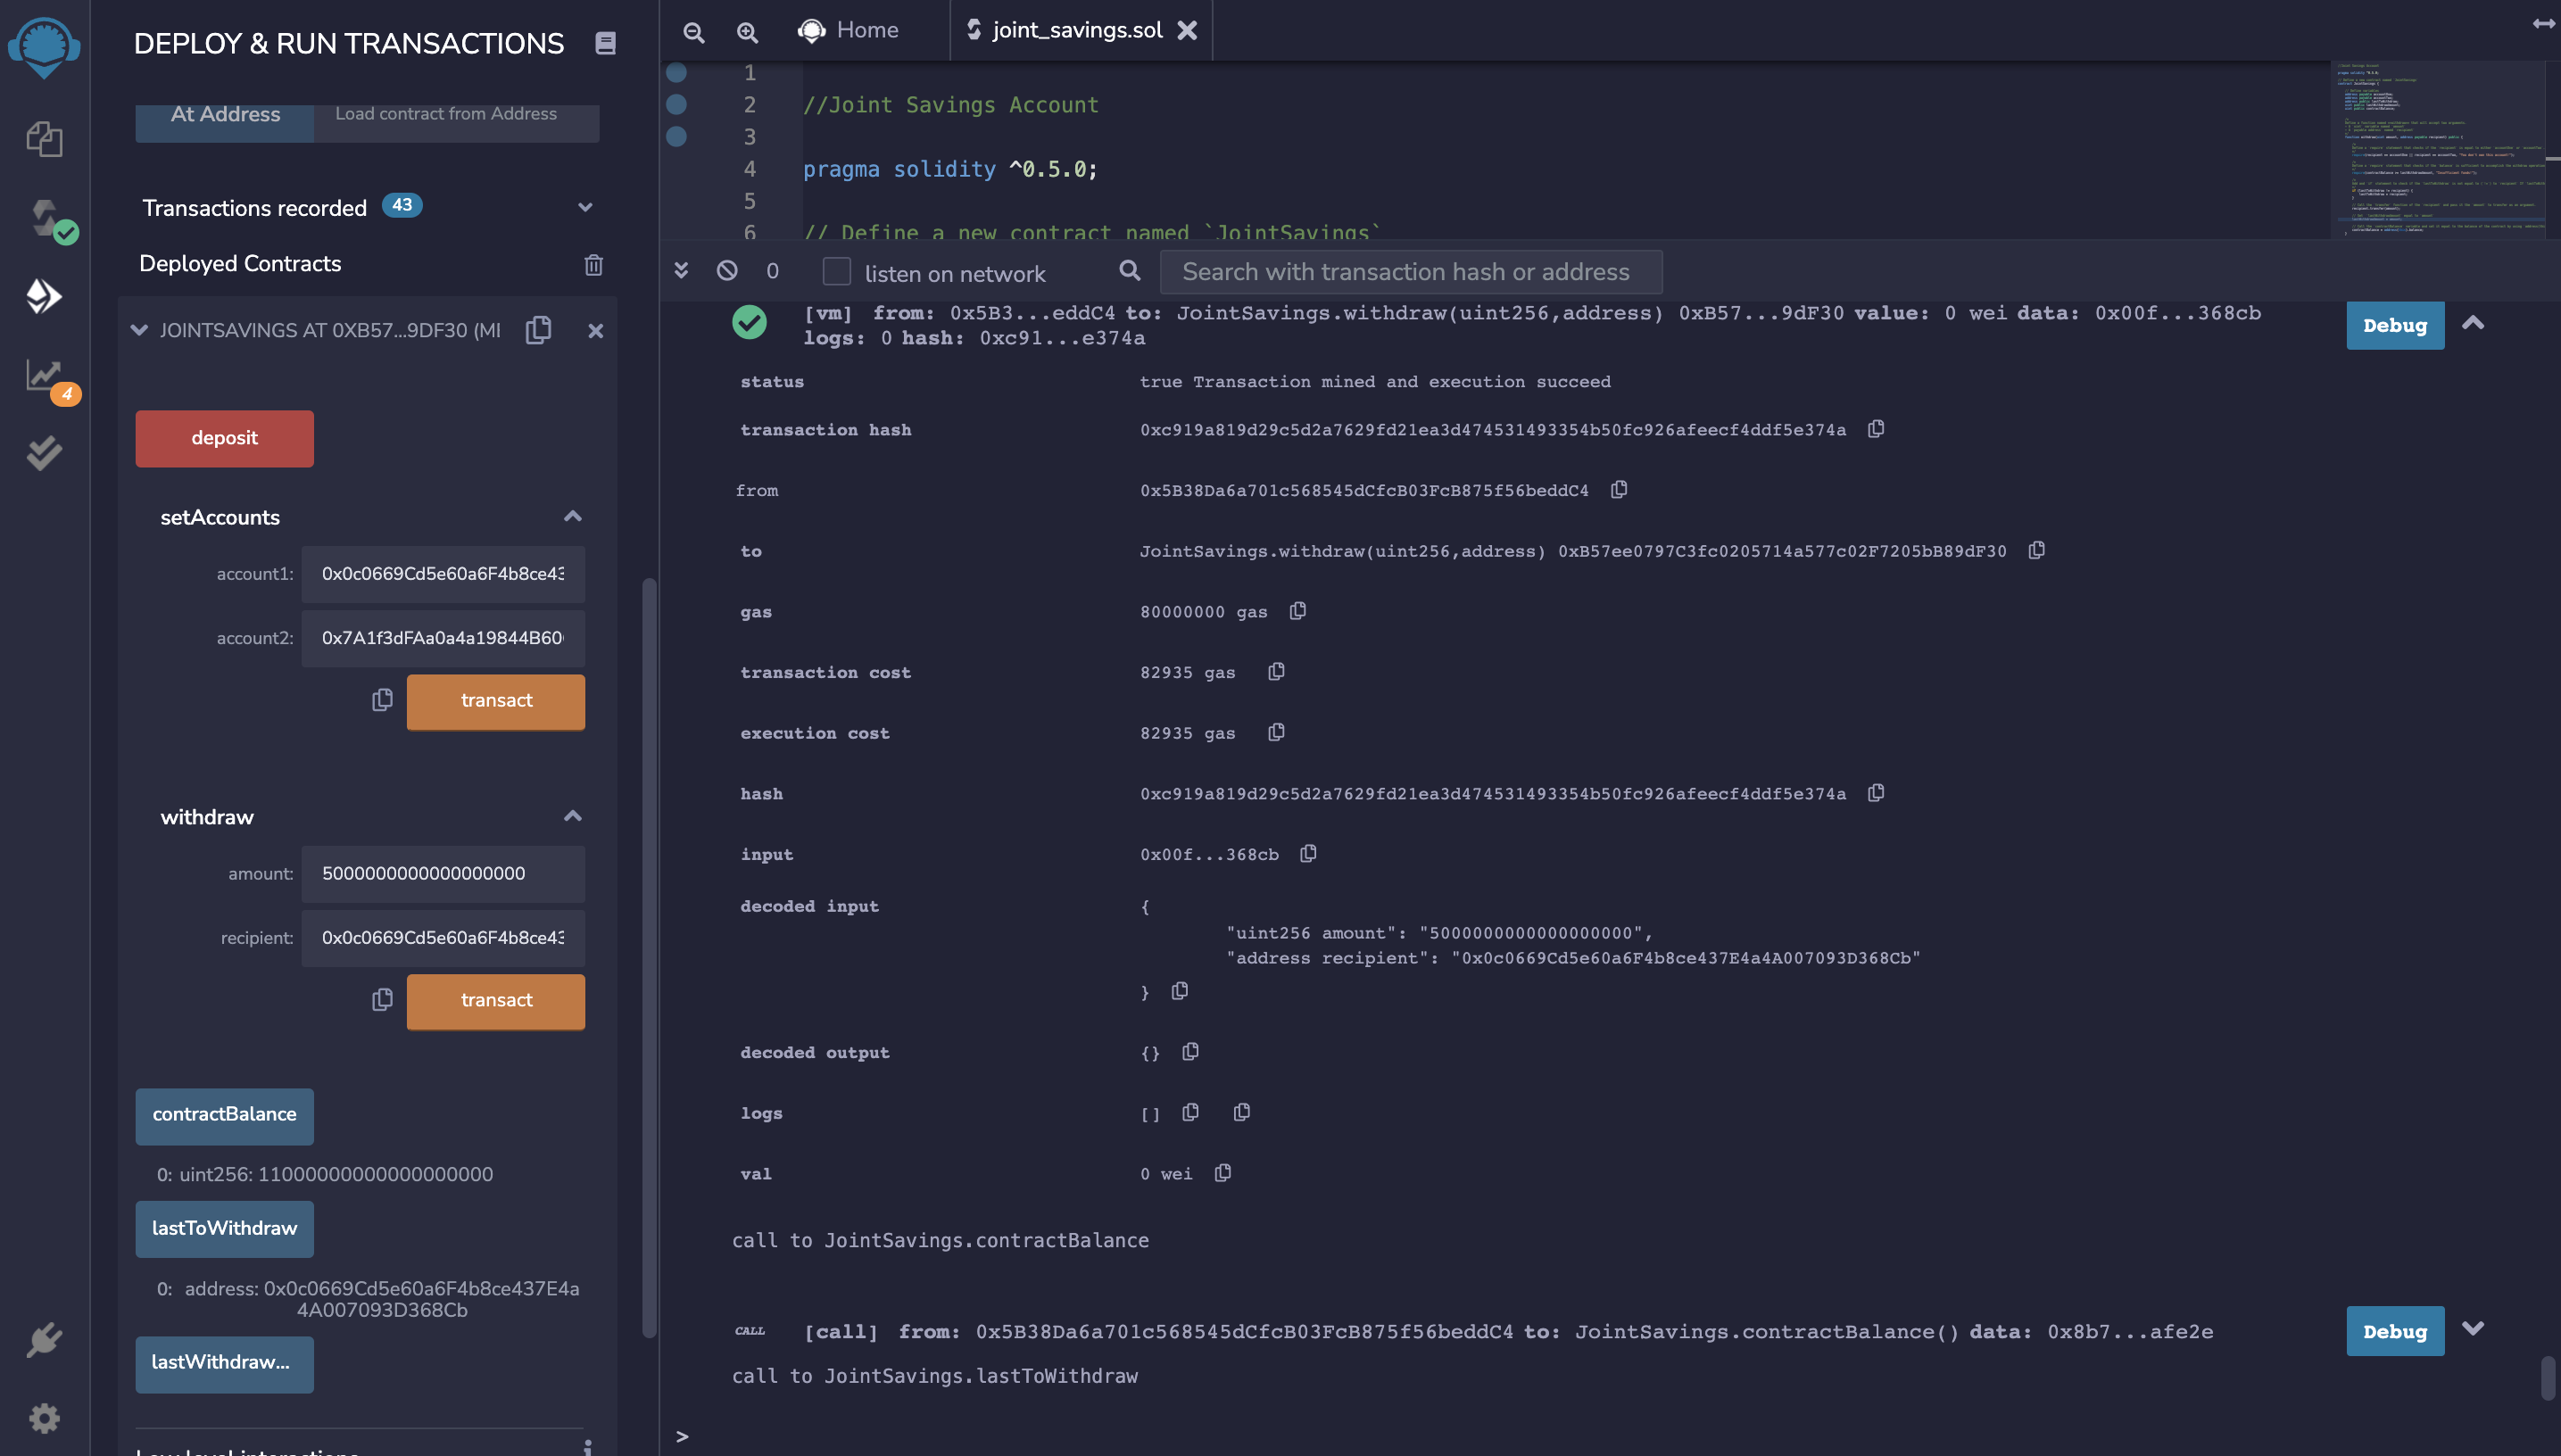 DEPLOY & RUN TRANSACTIONS
At Address
Load contract from Address
Transactions recorded 43
Deployed Contracts
JOINTSAVINGS AT 0XB57...9DF30 (MI
deposit
setAccounts
account1: 0x0c0669Cd5e60a6F4b8ce43
account2: 0x7A1f3dFAa0a4a19844B60
transact
withdraw
amount: 5000000000000000000
recipient: 0x0c0669Cd5e60a6F4b8ce43
transact
contractBalance
0: uint256: 11000000000000000000
lastToWithdraw
0: address: 0x0c0669Cd5e60a6F4b8ce437E4a
4A007093D368Cb
lastWithdraw...
Low level interactions
4
Home
joint_savings.sol
1
2 //Joint Savings Account
3
4 pragma solidity ^0.5.0;
5
6 // Define a new contract named `JointSavings`
0
listen on network
Search with transaction hash or address
[vm] from: 0x5B3...eddC4 to: JointSavings.withdraw(uint256,address) 0xB57...9dF30 value: 0 wei data: 0x00f...368cb
logs: 0 hash: 0xc91...e374a
Debug
status true Transaction mined and execution succeed
transaction hash 0xc919a819d29c5d2a7629fd21ea3d474531493354b50fc926afeecf4ddf5e374a
from 0x5B38Da6a701c568545dCfcB03FcB875f56beddC4
to JointSavings.withdraw(uint256,address) 0xB57ee0797C3fc0205714a577c02F7205bB89dF30
gas 80000000 gas
transaction cost 82935 gas
execution cost 82935 gas
hash 0xc919a819d29c5d2a7629fd21ea3d474531493354b50fc926afeecf4ddf5e374a
input 0x00f...368cb
decoded input {
"uint256 amount": "5000000000000000000",
"address recipient": "0x0c0669Cd5e60a6F4b8ce437E4a4A007093D368Cb"
}
decoded output {}
logs []
val 0 wei
call to JointSavings.contractBalance
CALL [call] from: 0x5B38Da6a701c568545dCfcB03FcB875f56beddC4 to: JointSavings.contractBalance() data: 0x8b7...afe2e
Debug
call to JointSavings.lastToWithdraw
>